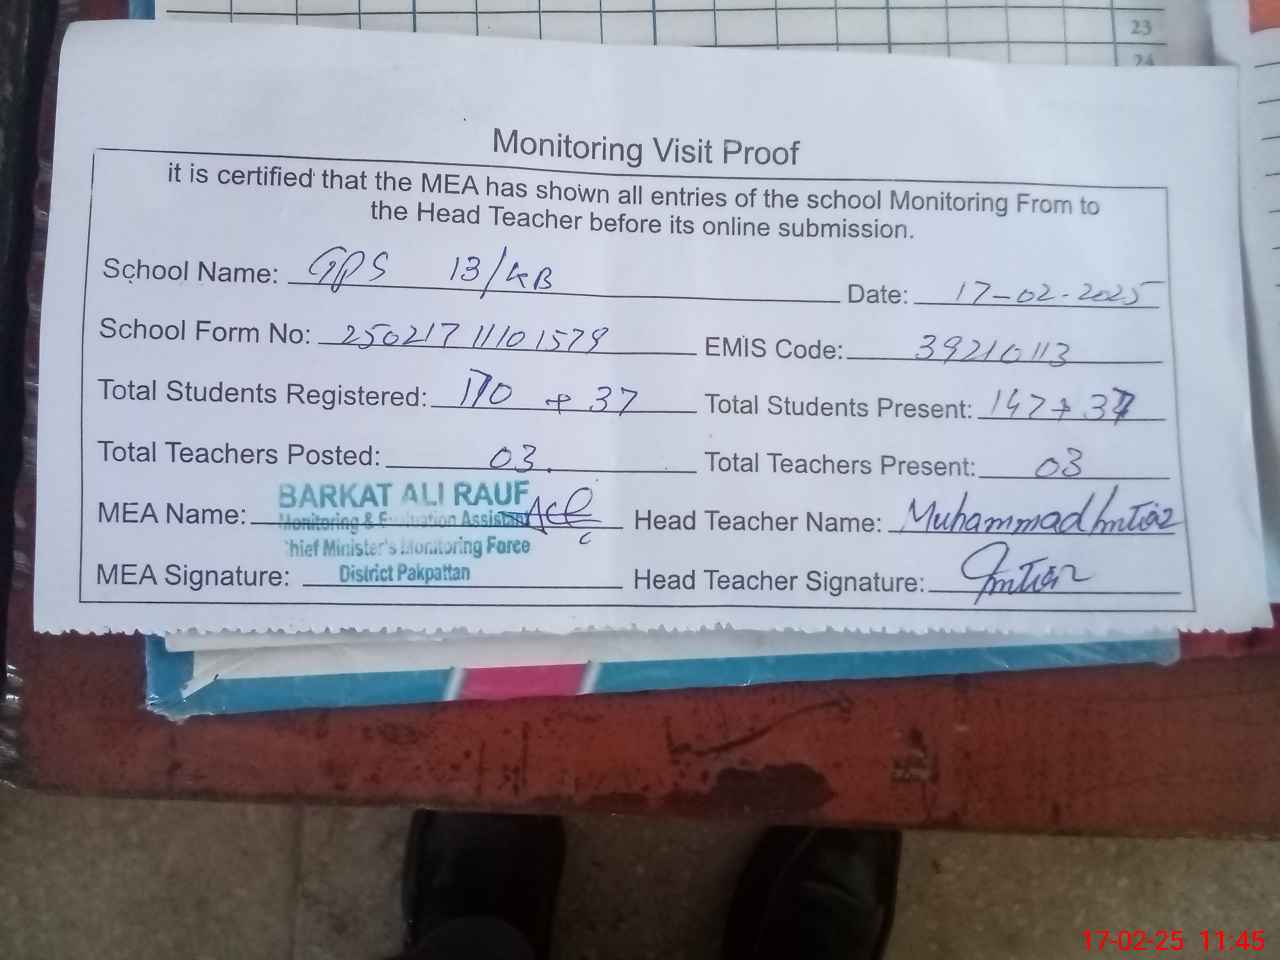 23
24
Monitoring Visit Proof
it is certified that the MEA has shown all entries of the school Monitoring From to
the Head Teacher before its online submission.
School Name: GPS 13/KB Date: 17-02-2025
School Form No: 25021711101579 EMIS Code: 39210113
Total Students Registered: 170 + 37 Total Students Present: 147 + 37
Total Teachers Posted: 03. Total Teachers Present: 03
BARKAT ALI RAUF
MEA Name: Monitoring & Evaluation Assistant Head Teacher Name: Muhammad Imtiaz
Chief Minister's Monitoring Force
MEA Signature: District Pakpattan Head Teacher Signature: Imtiaz
17-02-25 11:45